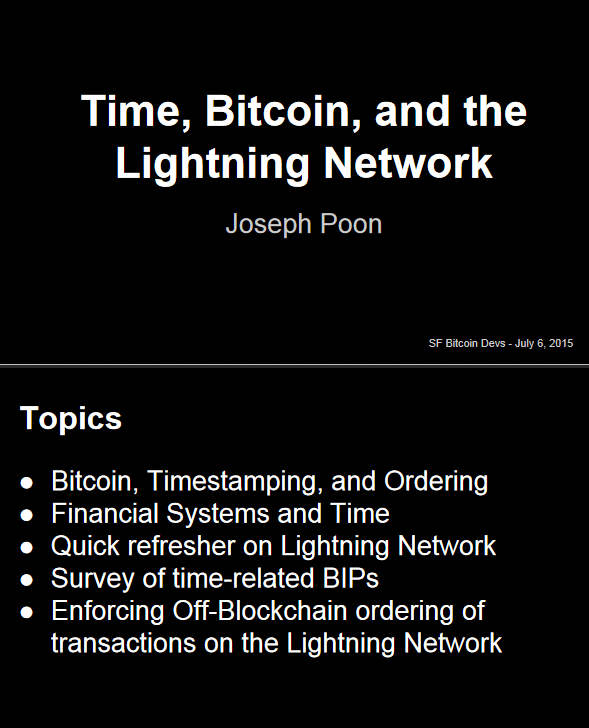 Time, Bitcoin, and the
Lightning Network
Joseph Poon
SF Bitcoin Devs - July 6, 2015
Topics
● Bitcoin, Timestamping, and Ordering
● Financial Systems and Time
● Quick refresher on Lightning Network
● Survey of time-related BIPs
● Enforcing Off-Blockchain ordering of
transactions on the Lightning Network